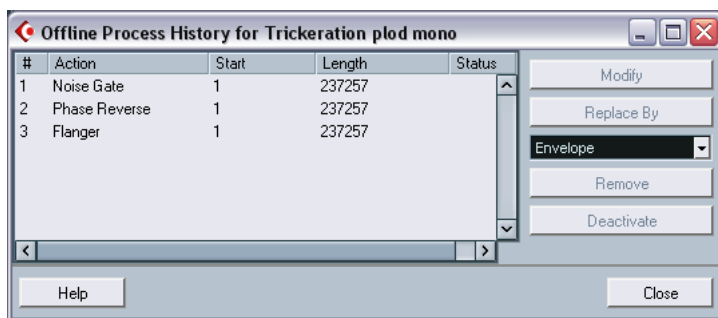 Offline Process History for Trickeration plod mono
# Action Start Length Status
1 Noise Gate 1 237257
2 Phase Reverse 1 237257
3 Flanger 1 237257
Modify
Replace By
Envelope
Remove
Deactivate
Help Close